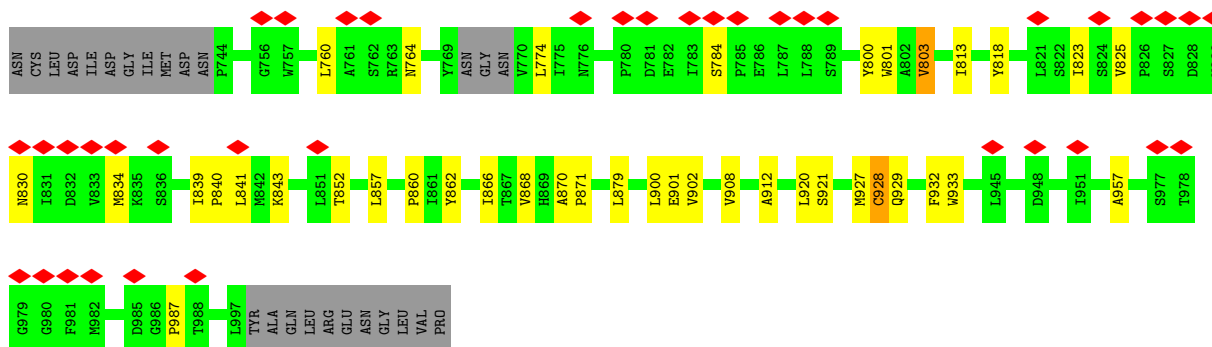 ASN CYS LEU ASP ILE ASP GLY ILE MET ASP ASN P744 G756 W757 L760 A761 S762 R763 N764 Y769 ASN GLY ASN V770 L774 I775 N776 P780 D781 E782 I783 S784 P785 E786 L787 L788 S789 Y800 W801 A802 V803 I813 Y818 L821 S822 I823 S824 V825 P826 S827 D828
N830 I831 D832 V833 M834 K835 S836 I839 P840 L841 M842 K843 L851 T852 L857 P860 I861 Y862 I866 T867 V868 H869 A870 P871 L879 L900 E901 V902 V908 A912 L920 S921 M927 C928 Q929 F932 W933 L945 D948 I951 A957 S977 T978
G979 G980 F981 M982 D985 G986 P987 T988 L997 TYR ALA GLN LEU ARG GLU ASN GLY LEU VAL PRO